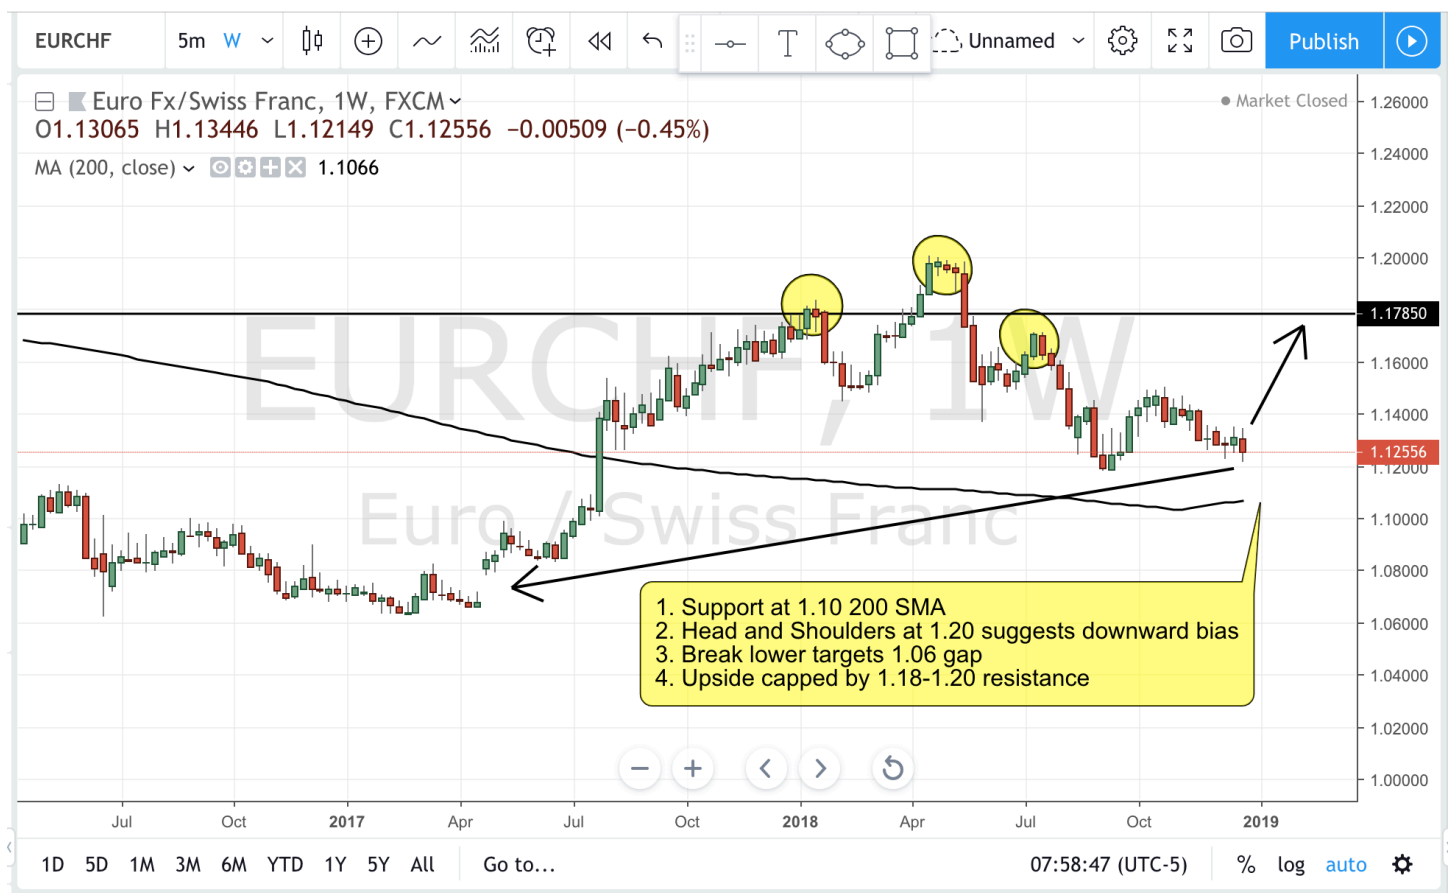 EURCHF 5m W Unnamed Publish
Euro Fx/Swiss Franc, 1W, FXCM
Market Closed
O1.13065 H1.13446 L1.12149 C1.12556 −0.00509 (−0.45%)
MA (200, close) 1.1066
EURCHF, 1W
Euro / Swiss Franc
1.26000
1.24000
1.22000
1.20000
1.17850
1.16000
1.14000
1.12556
1.12000
1.10000
1.08000
1.06000
1.04000
1.02000
1.00000
1. Support at 1.10 200 SMA
2. Head and Shoulders at 1.20 suggests downward bias
3. Break lower targets 1.06 gap
4. Upside capped by 1.18-1.20 resistance
Jul Oct 2017 Apr Jul Oct 2018 Apr Jul Oct 2019
1D 5D 1M 3M 6M YTD 1Y 5Y All Go to... 07:58:47 (UTC-5) % log auto